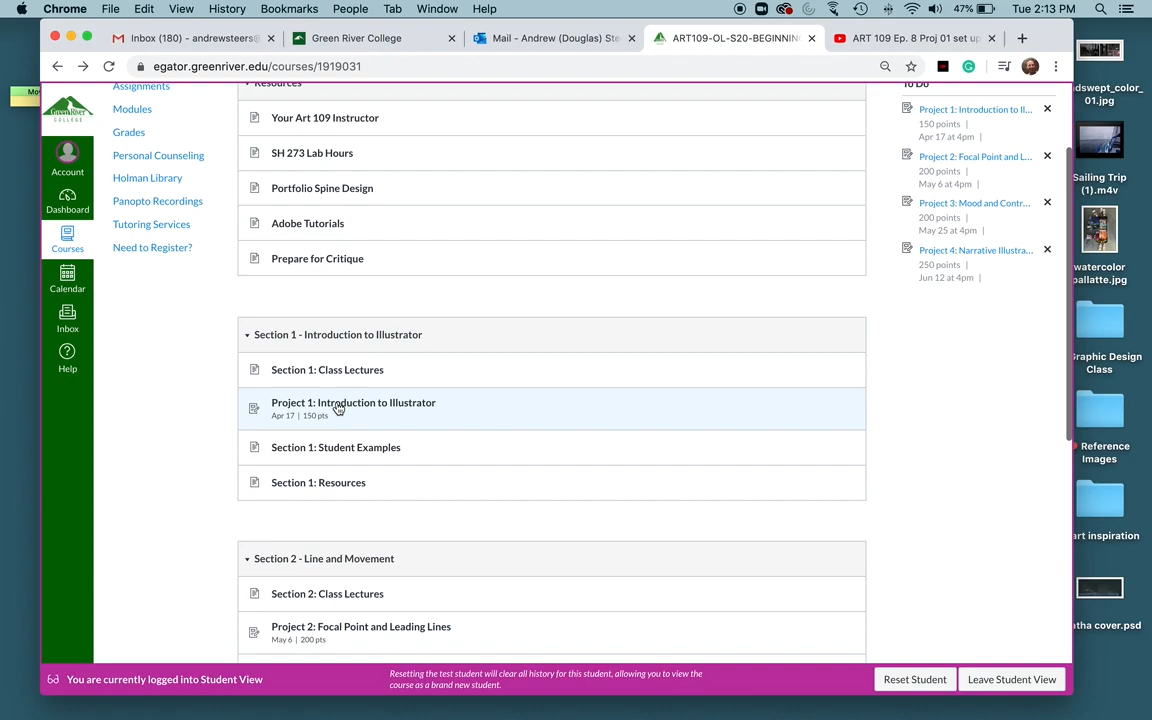 Chrome File Edit View History Bookmarks People Tab Window Help
47% Tue 2:13 PM
Inbox (180) - andrewsteers@
Green River College
Mail - Andrew (Douglas) Ste
ART109-OL-S20-BEGINNIN
ART 109 Ep. 8 Proj 01 set up
egator.greenriver.edu/courses/1919031
Mov
GreenRiver
COLLEGE
Account
Dashboard
Courses
Calendar
Inbox
Help
Assignments
Modules
Grades
Personal Counseling
Holman Library
Panopto Recordings
Tutoring Services
Need to Register?
Resources
Your Art 109 Instructor
SH 273 Lab Hours
Portfolio Spine Design
Adobe Tutorials
Prepare for Critique
Section 1 - Introduction to Illustrator
Section 1: Class Lectures
Project 1: Introduction to Illustrator
Apr 17 | 150 pts
Section 1: Student Examples
Section 1: Resources
Section 2 - Line and Movement
Section 2: Class Lectures
Project 2: Focal Point and Leading Lines
May 6 | 200 pts
To Do
Project 1: Introduction to Il...
150 points |
Apr 17 at 4pm |
Project 2: Focal Point and L...
200 points |
May 6 at 4pm |
Project 3: Mood and Contr...
200 points |
May 25 at 4pm |
Project 4: Narrative Illustra...
250 points |
Jun 12 at 4pm |
You are currently logged into Student View
Resetting the test student will clear all history for this student, allowing you to view the
course as a brand new student.
Reset Student
Leave Student View
dswept_color_
01.jpg
Sailing Trip
(1).m4v
watercolor
pallatte.jpg
Graphic Design
Class
Reference
Images
art inspiration
atha cover.psd